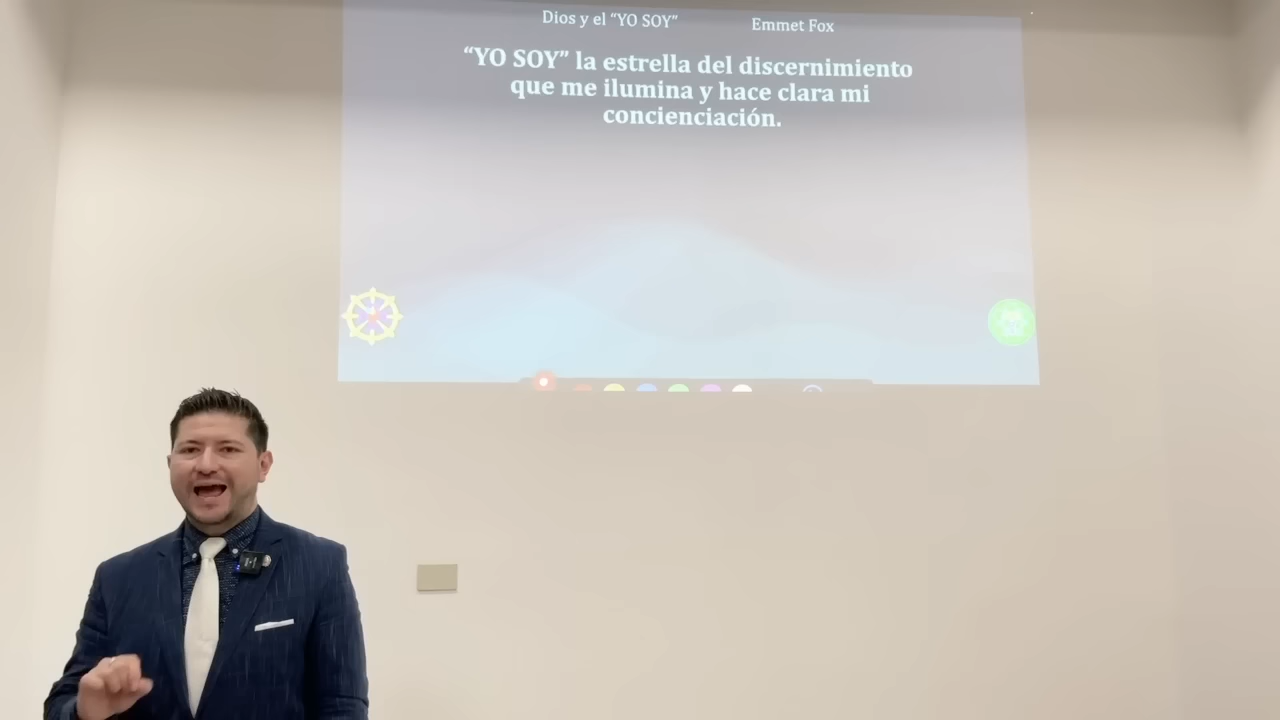 Dios y el “YO SOY” Emmet Fox
“YO SOY” la estrella del discernimiento
que me ilumina y hace clara mi
concienciación.